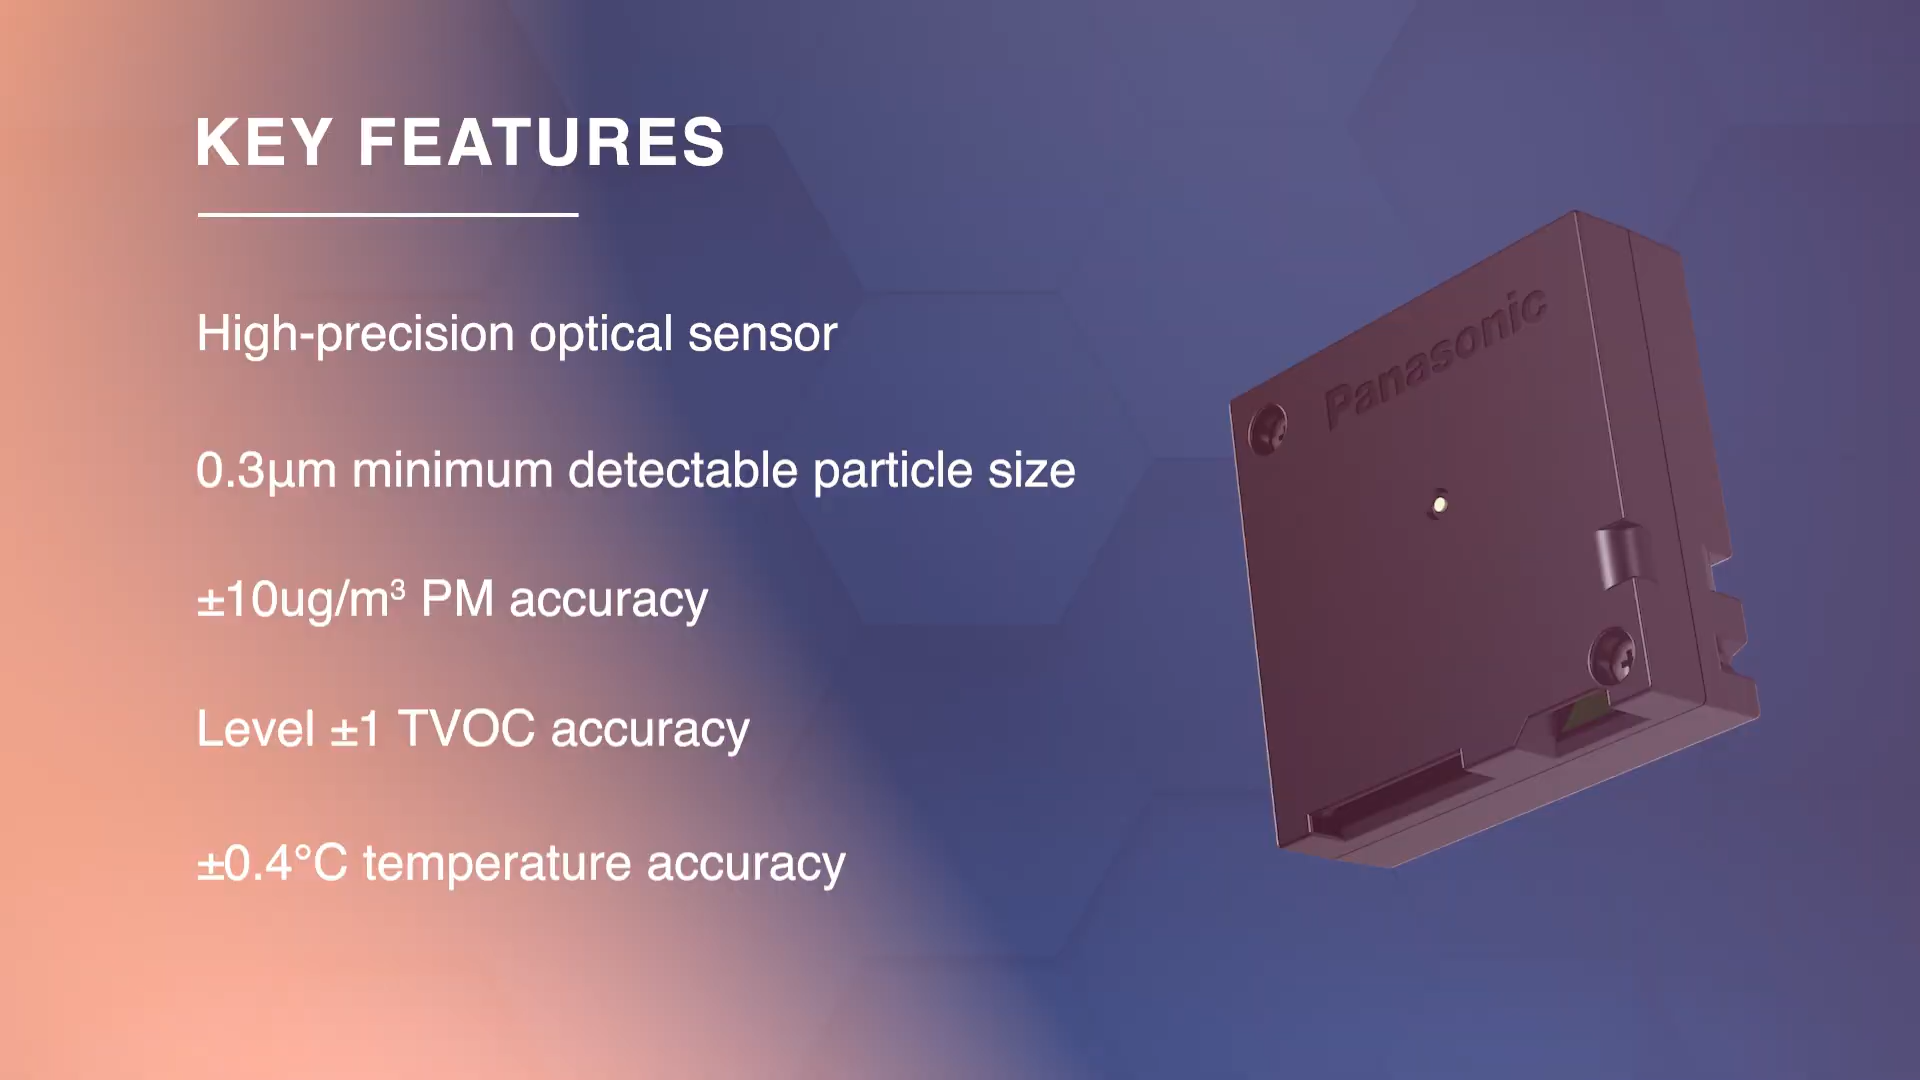 KEY FEATURES
High-precision optical sensor
0.3µm minimum detectable particle size
±10ug/m³ PM accuracy
Level ±1 TVOC accuracy
±0.4°C temperature accuracy
Panasonic